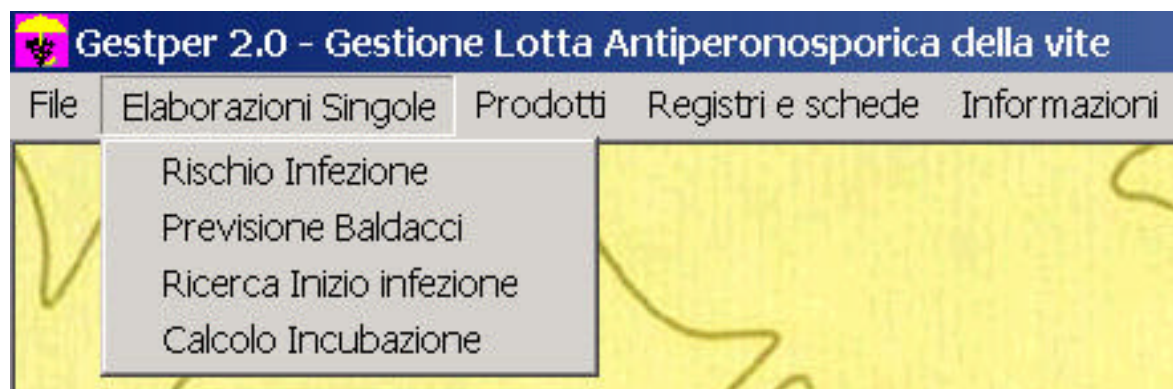 Gestper 2.0 - Gestione Lotta Antiperonosporica della vite
File Elaborazioni Singole Prodotti Registri e schede Informazioni
Rischio Infezione
Previsione Baldacci
Ricerca Inizio infezione
Calcolo Incubazione